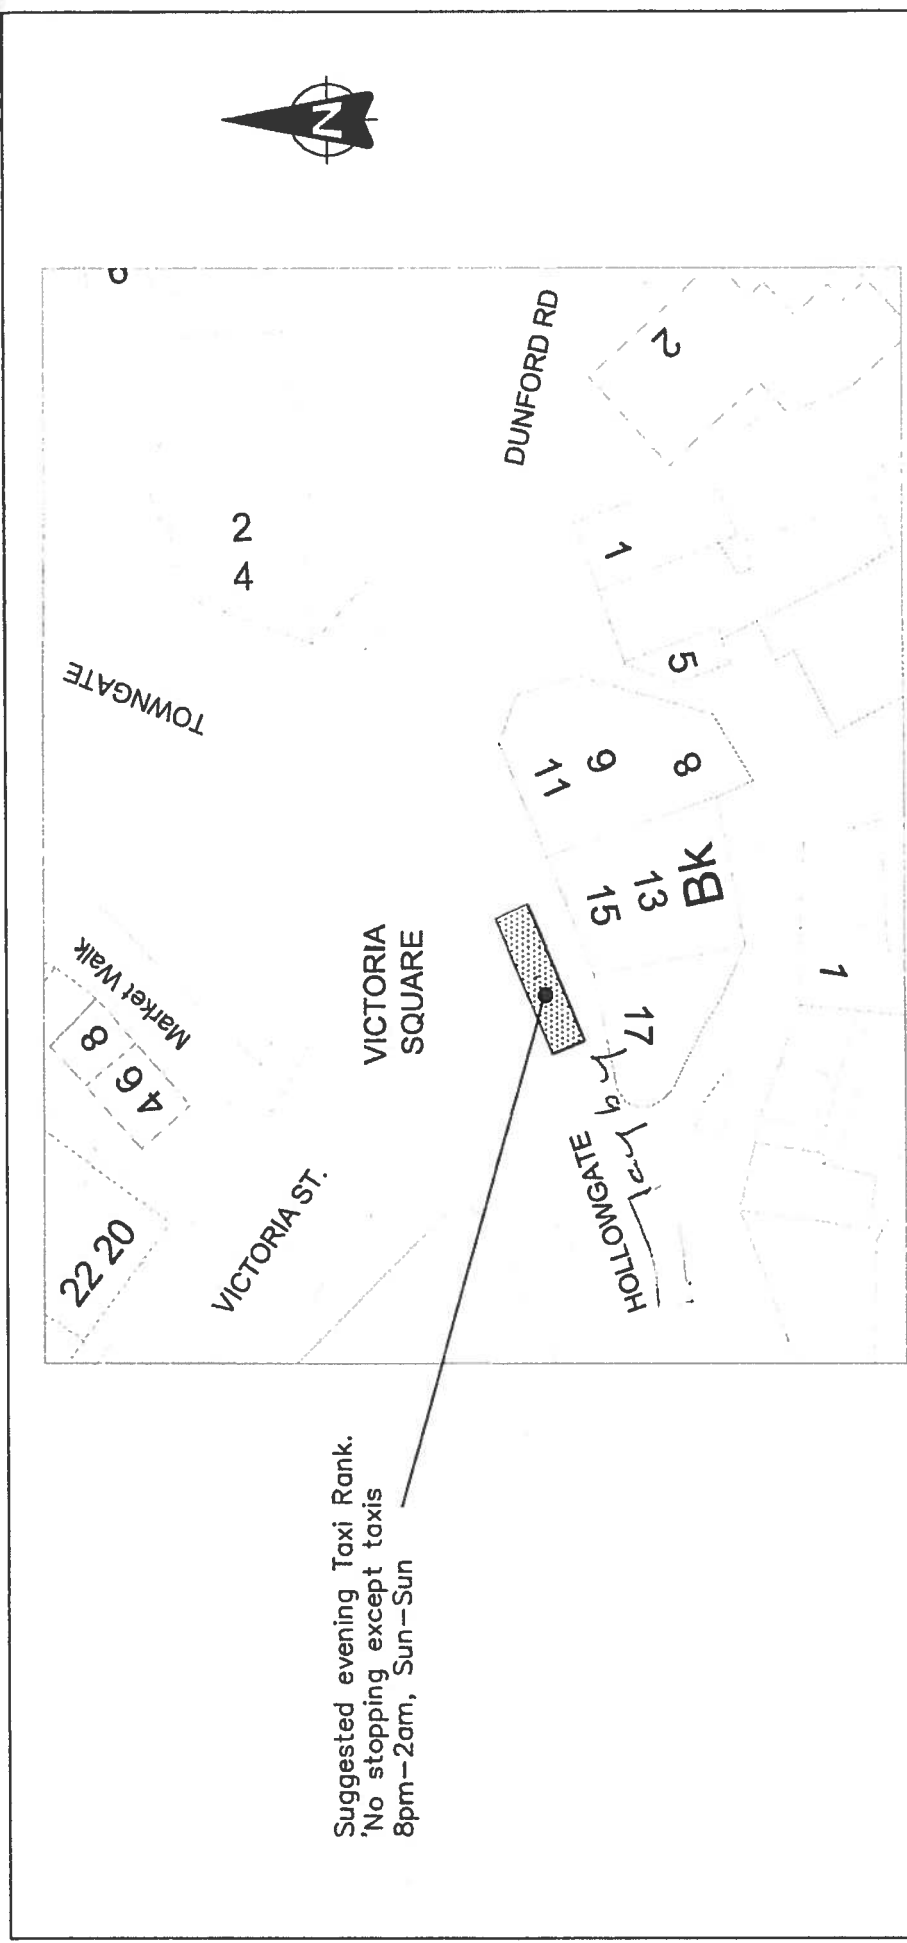 N
Suggested evening Taxi Rank.
'No stopping except taxis
8pm–2am, Sun–Sun
22 20
4 6 8
Market Walk
VICTORIA ST.
TOWNGATE
2
4
VICTORIA
SQUARE
DUNFORD RD
HOLLOWGATE
17
15
13
BK
11
9
8
5
1
2
1